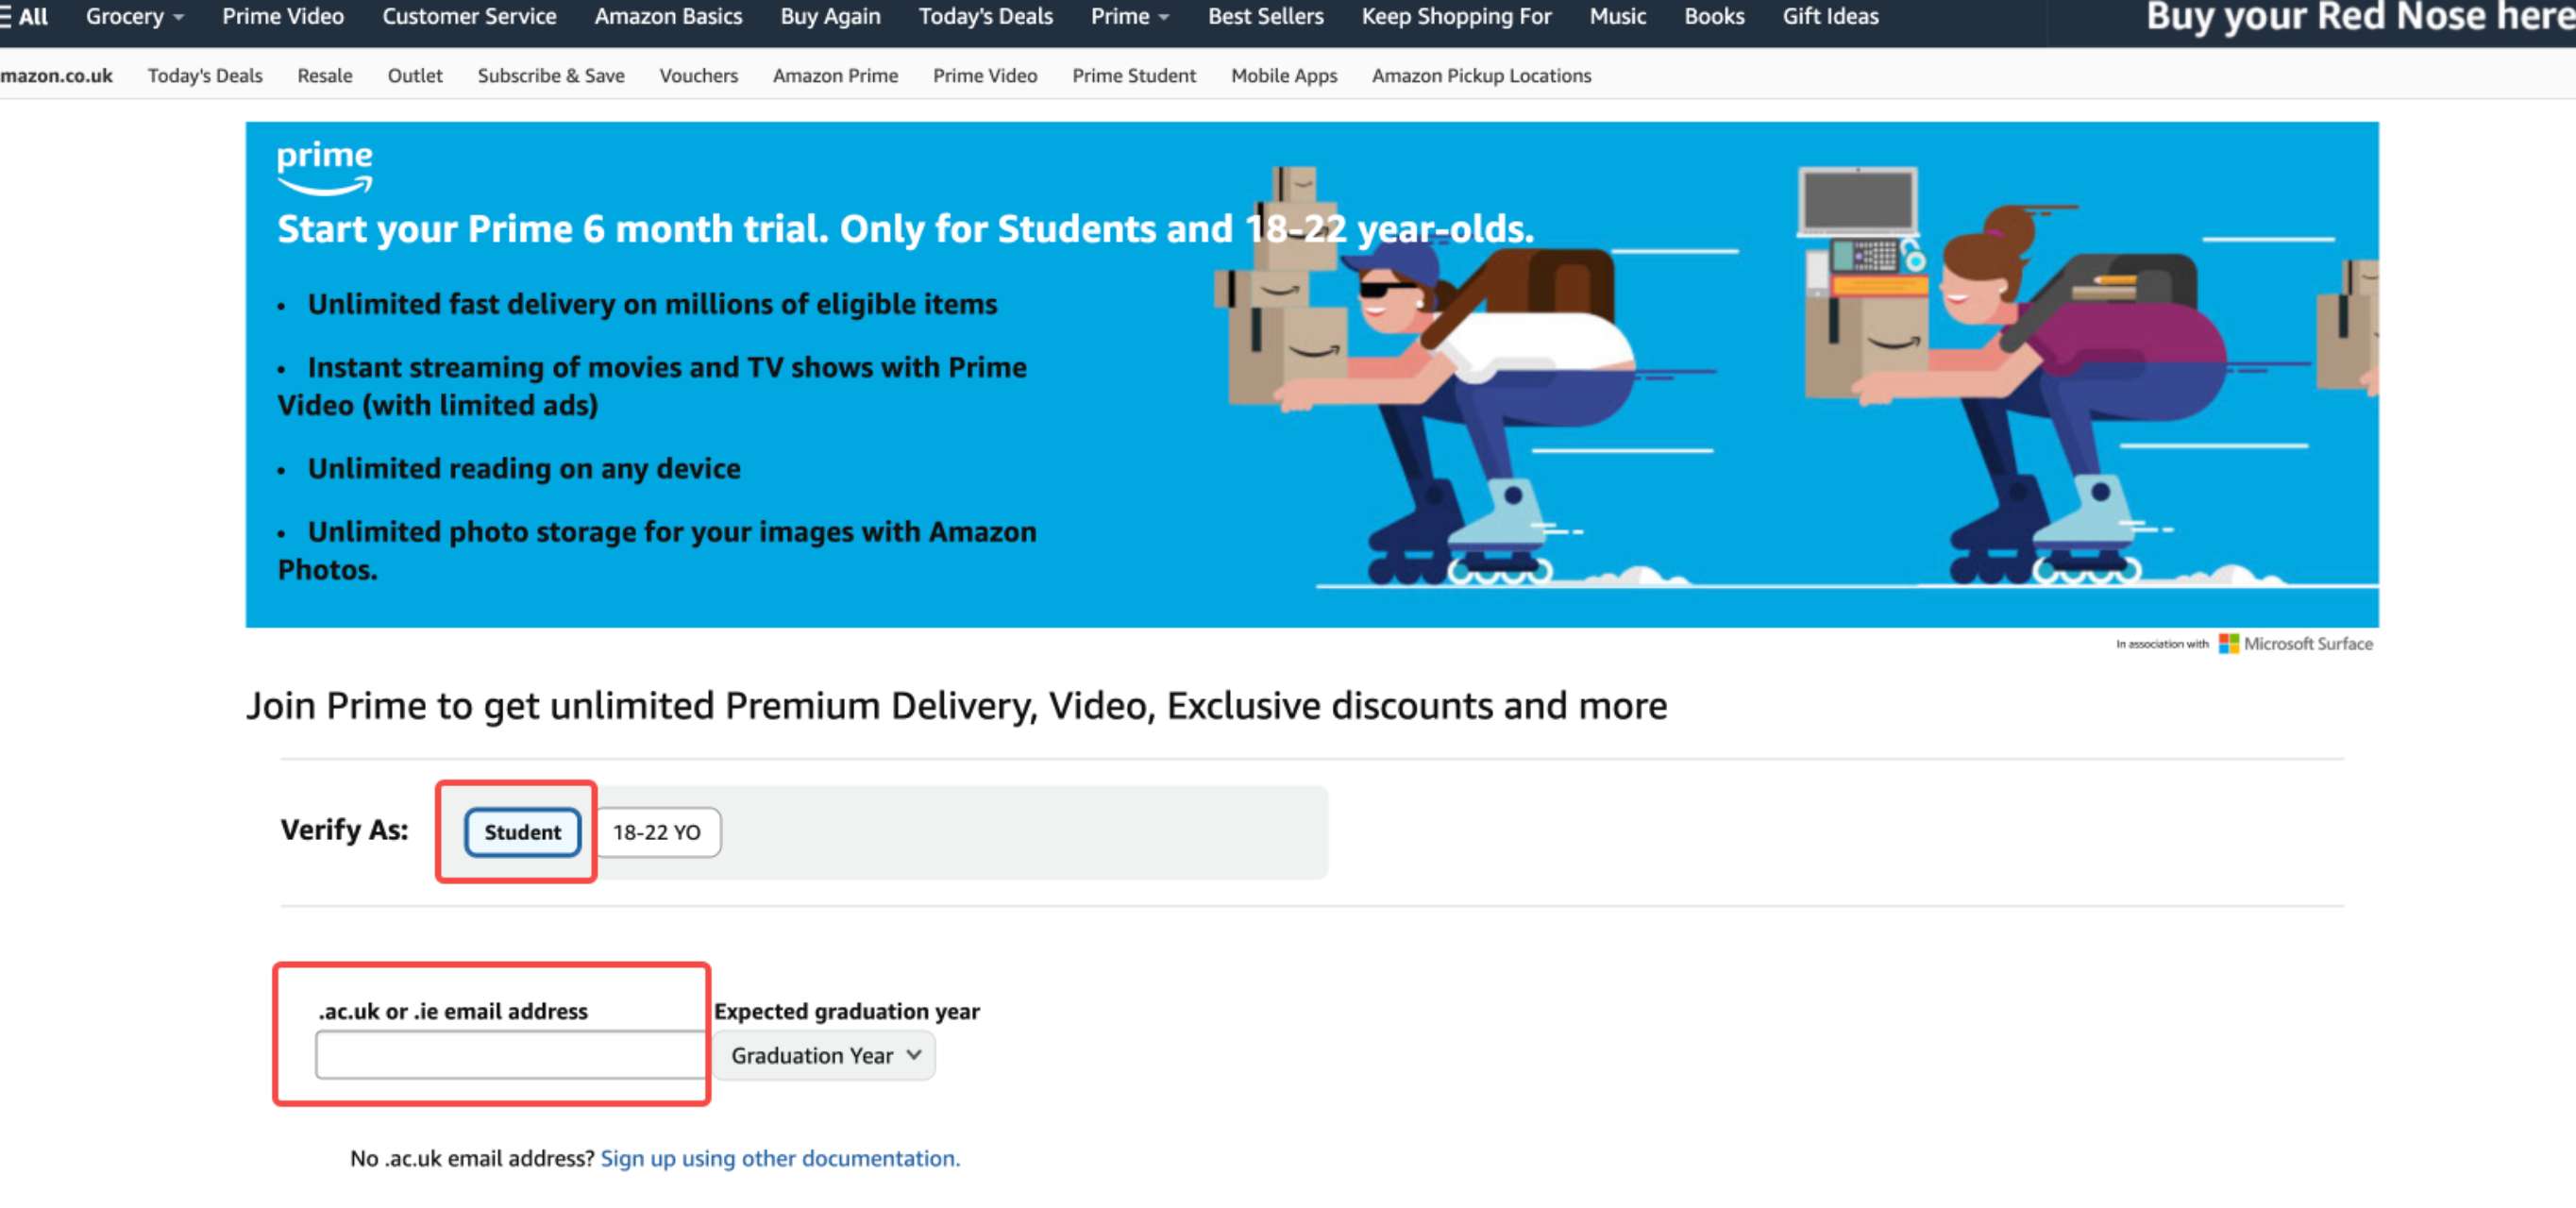 All Grocery Prime Video Customer Service Amazon Basics Buy Again Today's Deals Prime Best Sellers Keep Shopping For Music Books Gift Ideas Buy your Red Nose here
mazon.co.uk Today's Deals Resale Outlet Subscribe & Save Vouchers Amazon Prime Prime Video Prime Student Mobile Apps Amazon Pickup Locations
prime
Start your Prime 6 month trial. Only for Students and 18-22 year-olds.
• Unlimited fast delivery on millions of eligible items
• Instant streaming of movies and TV shows with Prime
Video (with limited ads)
• Unlimited reading on any device
• Unlimited photo storage for your images with Amazon
Photos.
In association with Microsoft Surface
Join Prime to get unlimited Premium Delivery, Video, Exclusive discounts and more
Verify As: Student 18-22 YO
.ac.uk or .ie email address Expected graduation year
Graduation Year
No .ac.uk email address? Sign up using other documentation.